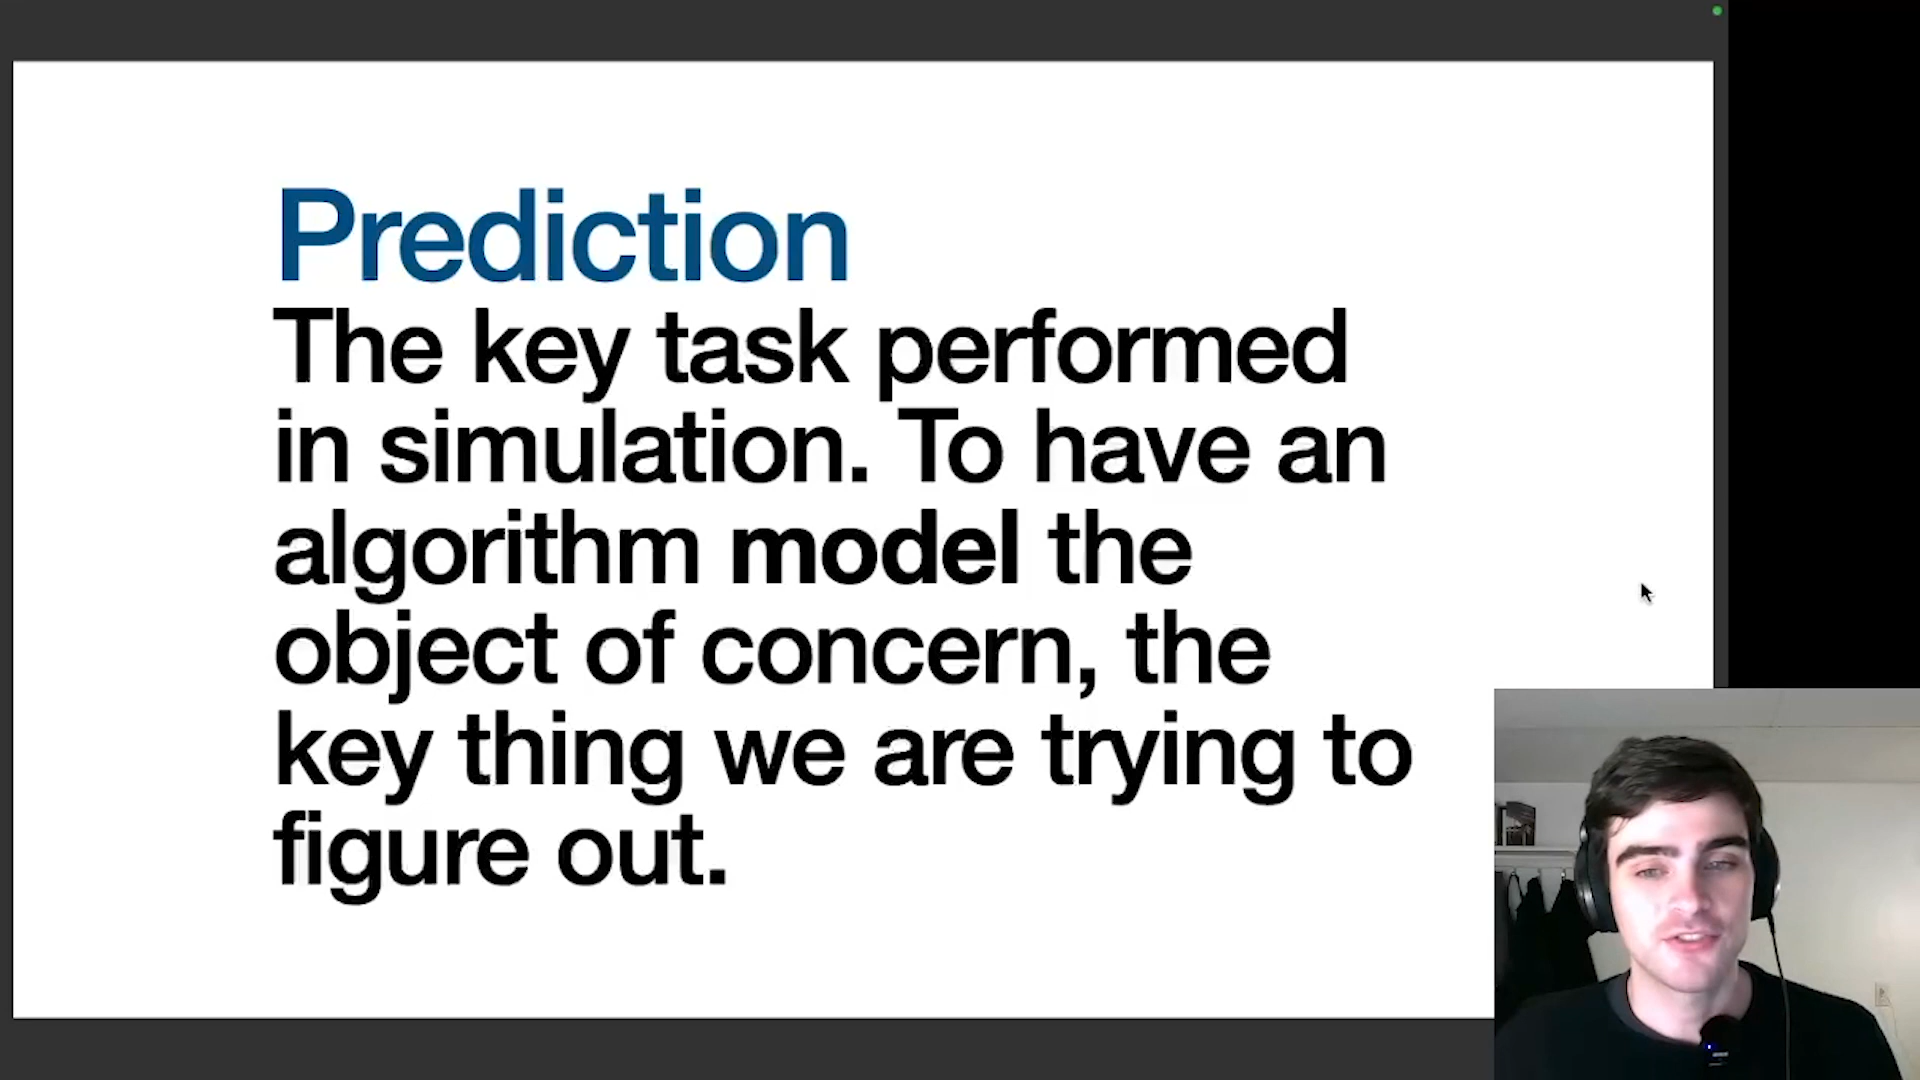 Prediction
The key task performed
in simulation. To have an
algorithm model the
object of concern, the
key thing we are trying to
figure out.